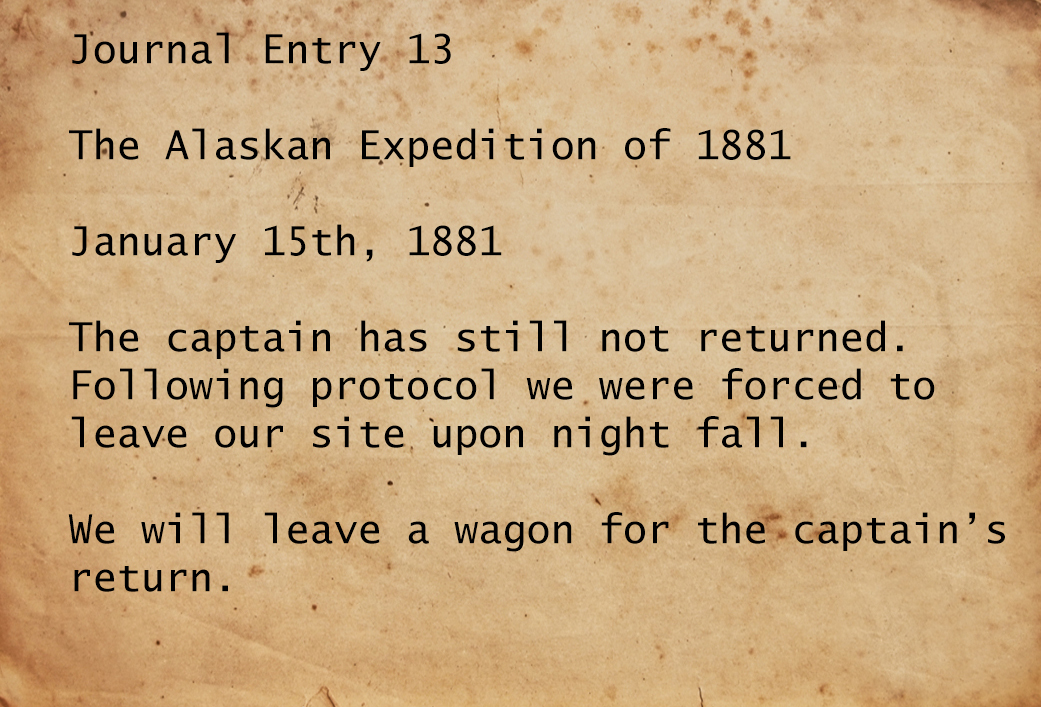 Journal Entry 13
The Alaskan Expedition of 1881
January 15th, 1881
The captain has still not returned.
Following protocol we were forced to
leave our site upon night fall.
We will leave a wagon for the captain’s
return.